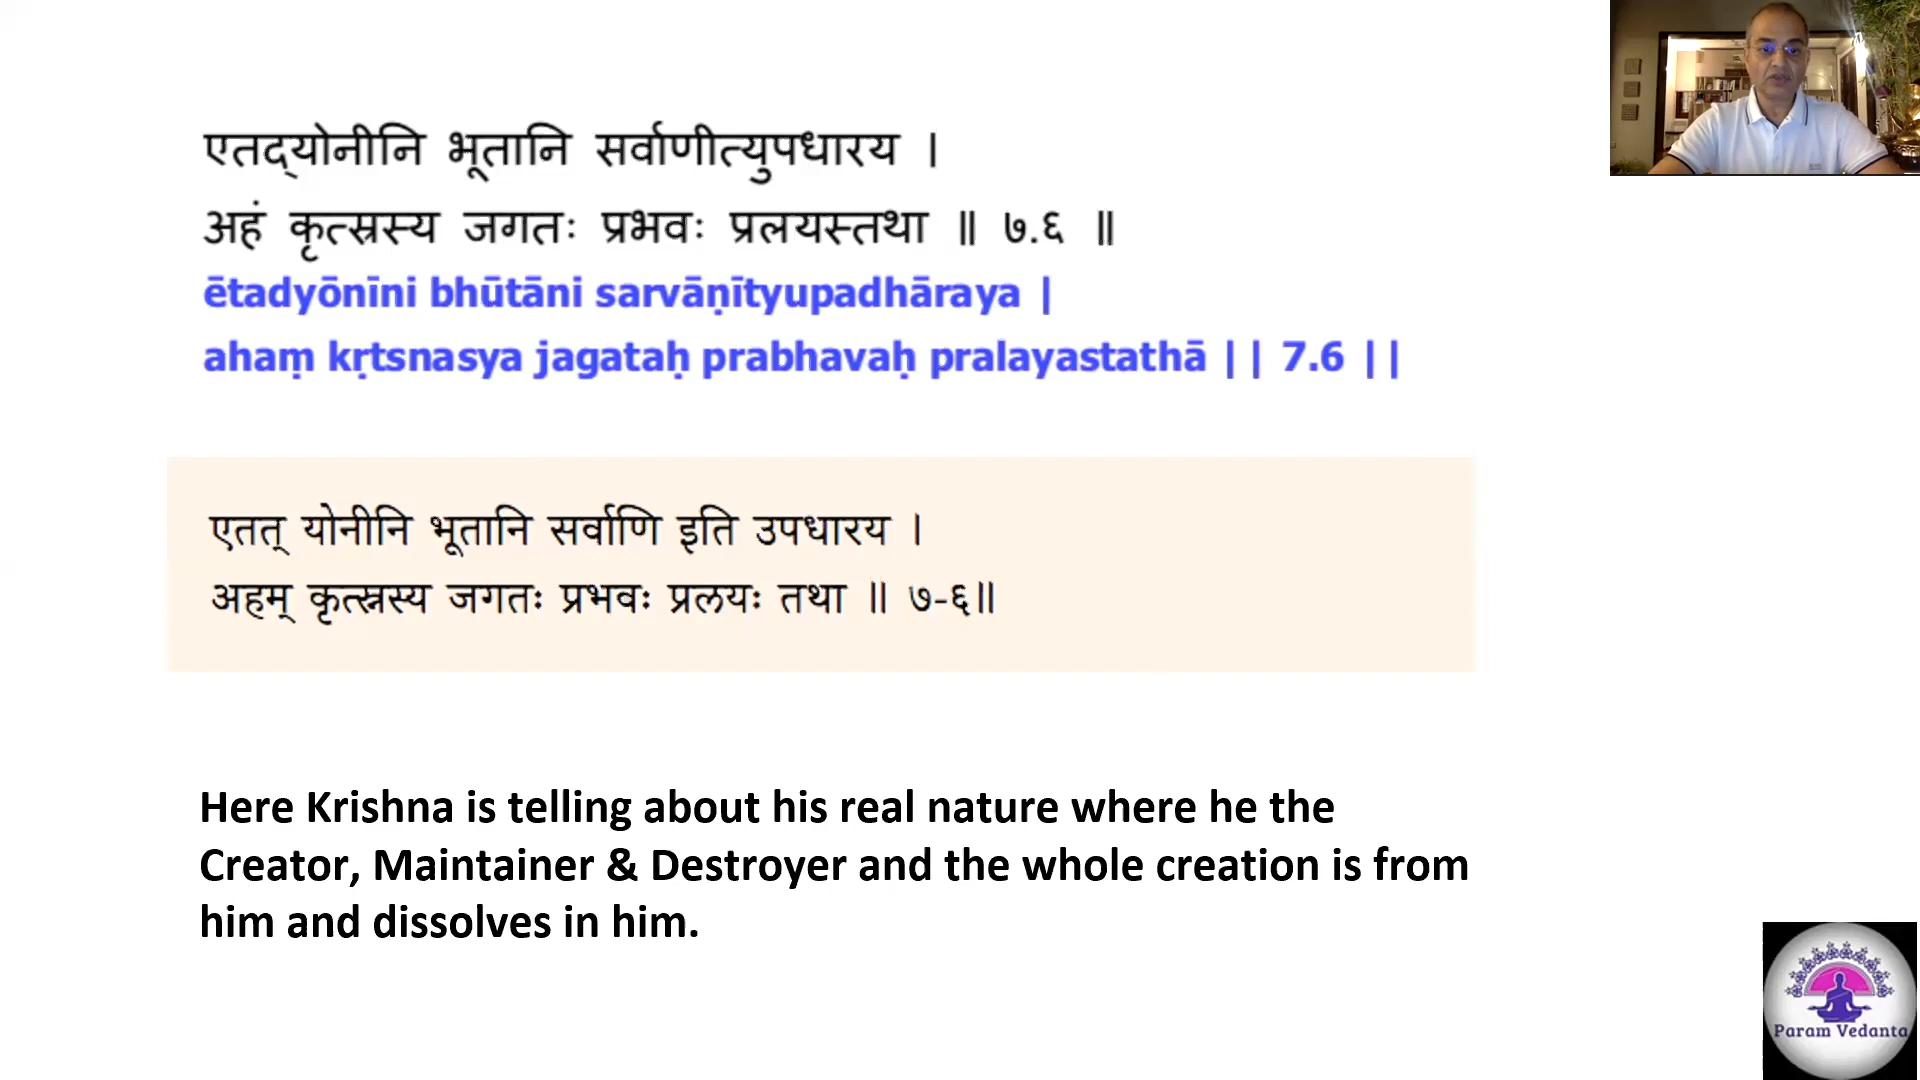 एतद्योनीनि भूतानि सर्वाणीत्युपधारय ।
अहं कृत्स्नस्य जगतः प्रभवः प्रलयस्तथा ॥ ७.६ ॥
ētadyōnīni bhūtāni sarvāṇītyupadhāraya |
ahaṃ kṛtsnasya jagataḥ prabhavaḥ pralayastathā || 7.6 ||
एतत् योनीनि भूतानि सर्वाणि इति उपधारय ।
अहम् कृत्स्नस्य जगतः प्रभवः प्रलयः तथा ॥ ७-६॥
Here Krishna is telling about his real nature where he the
Creator, Maintainer & Destroyer and the whole creation is from
him and dissolves in him.
Param Vedanta